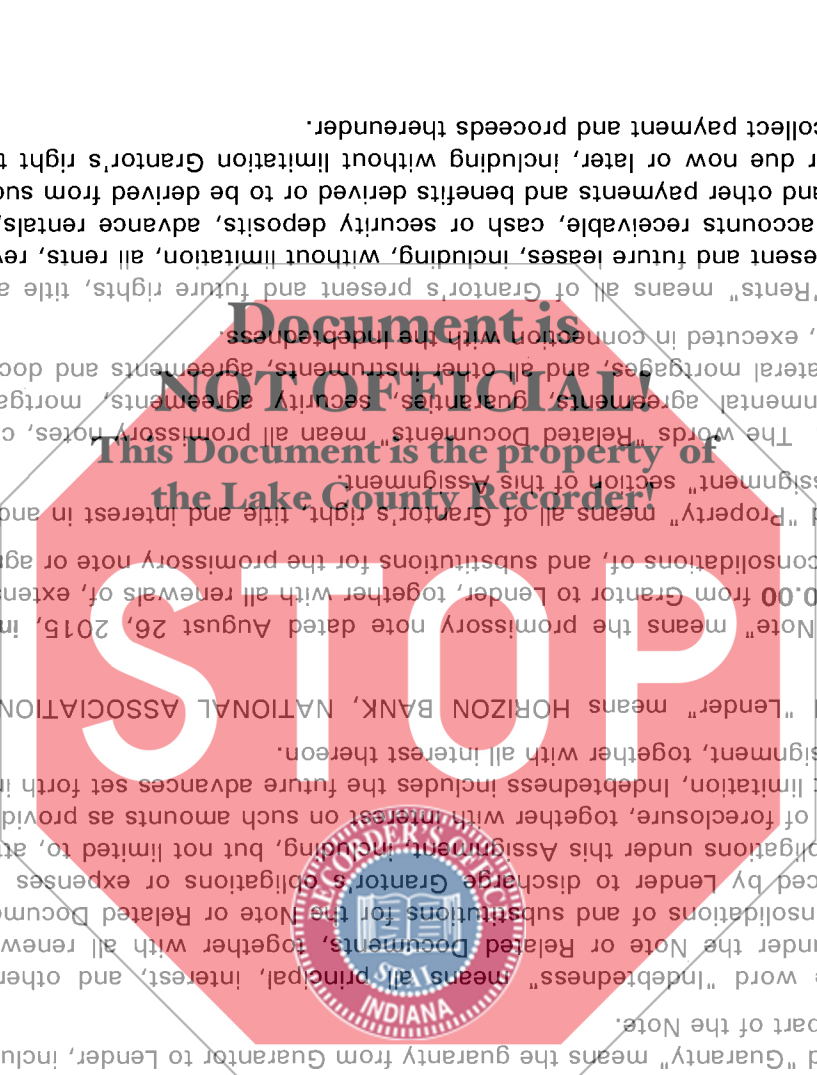 Document is
NOT OFFICIAL!
This Document is the property of
the Lake County Recorder!
STOP
RECORDER'S OFFICE
SEAL
INDIANA
"Guaranty" means the guaranty from Guarantor to Lender, inclu
part of the Note.
word "Indebtedness" means all principal, interest, and other
nder the Note or Related Documents, together with all renew
nsolidations of and substitutions for the Note or Related Docume
ced by Lender to discharge Grantor's obligations or expenses
bligations under this Assignment, including, but not limited to, at
of foreclosure, together with interest on such amounts as provid
t limitation, Indebtedness includes the future advances set forth i
signment, together with all interest thereon.
"Lender" means HORIZON BANK, NATIONAL ASSOCIATION
Note" means the promissory note dated August 26, 2015, in
0.00 from Grantor to Lender, together with all renewals of, extens
consolidations of, and substitutions for the promissory note or ag
"Property" means all of Grantor's right, title and interest in and
ssignment" section of this Assignment.
The words "Related Documents" mean all promissory notes, c
nmental agreements, guaranties, security agreements, mortga
lateral mortgages, and all other instruments, agreements and doc
, executed in connection with the Indebtedness.
"Rents" means all of Grantor's present and future rights, title a
esent and future leases, including, without limitation, all rents, rev
accounts receivable, cash or security deposits, advance rentals,
and other payments and benefits derived or to be derived from suc
r due now or later, including without limitation Grantor's right t
collect payment and proceeds thereunder.